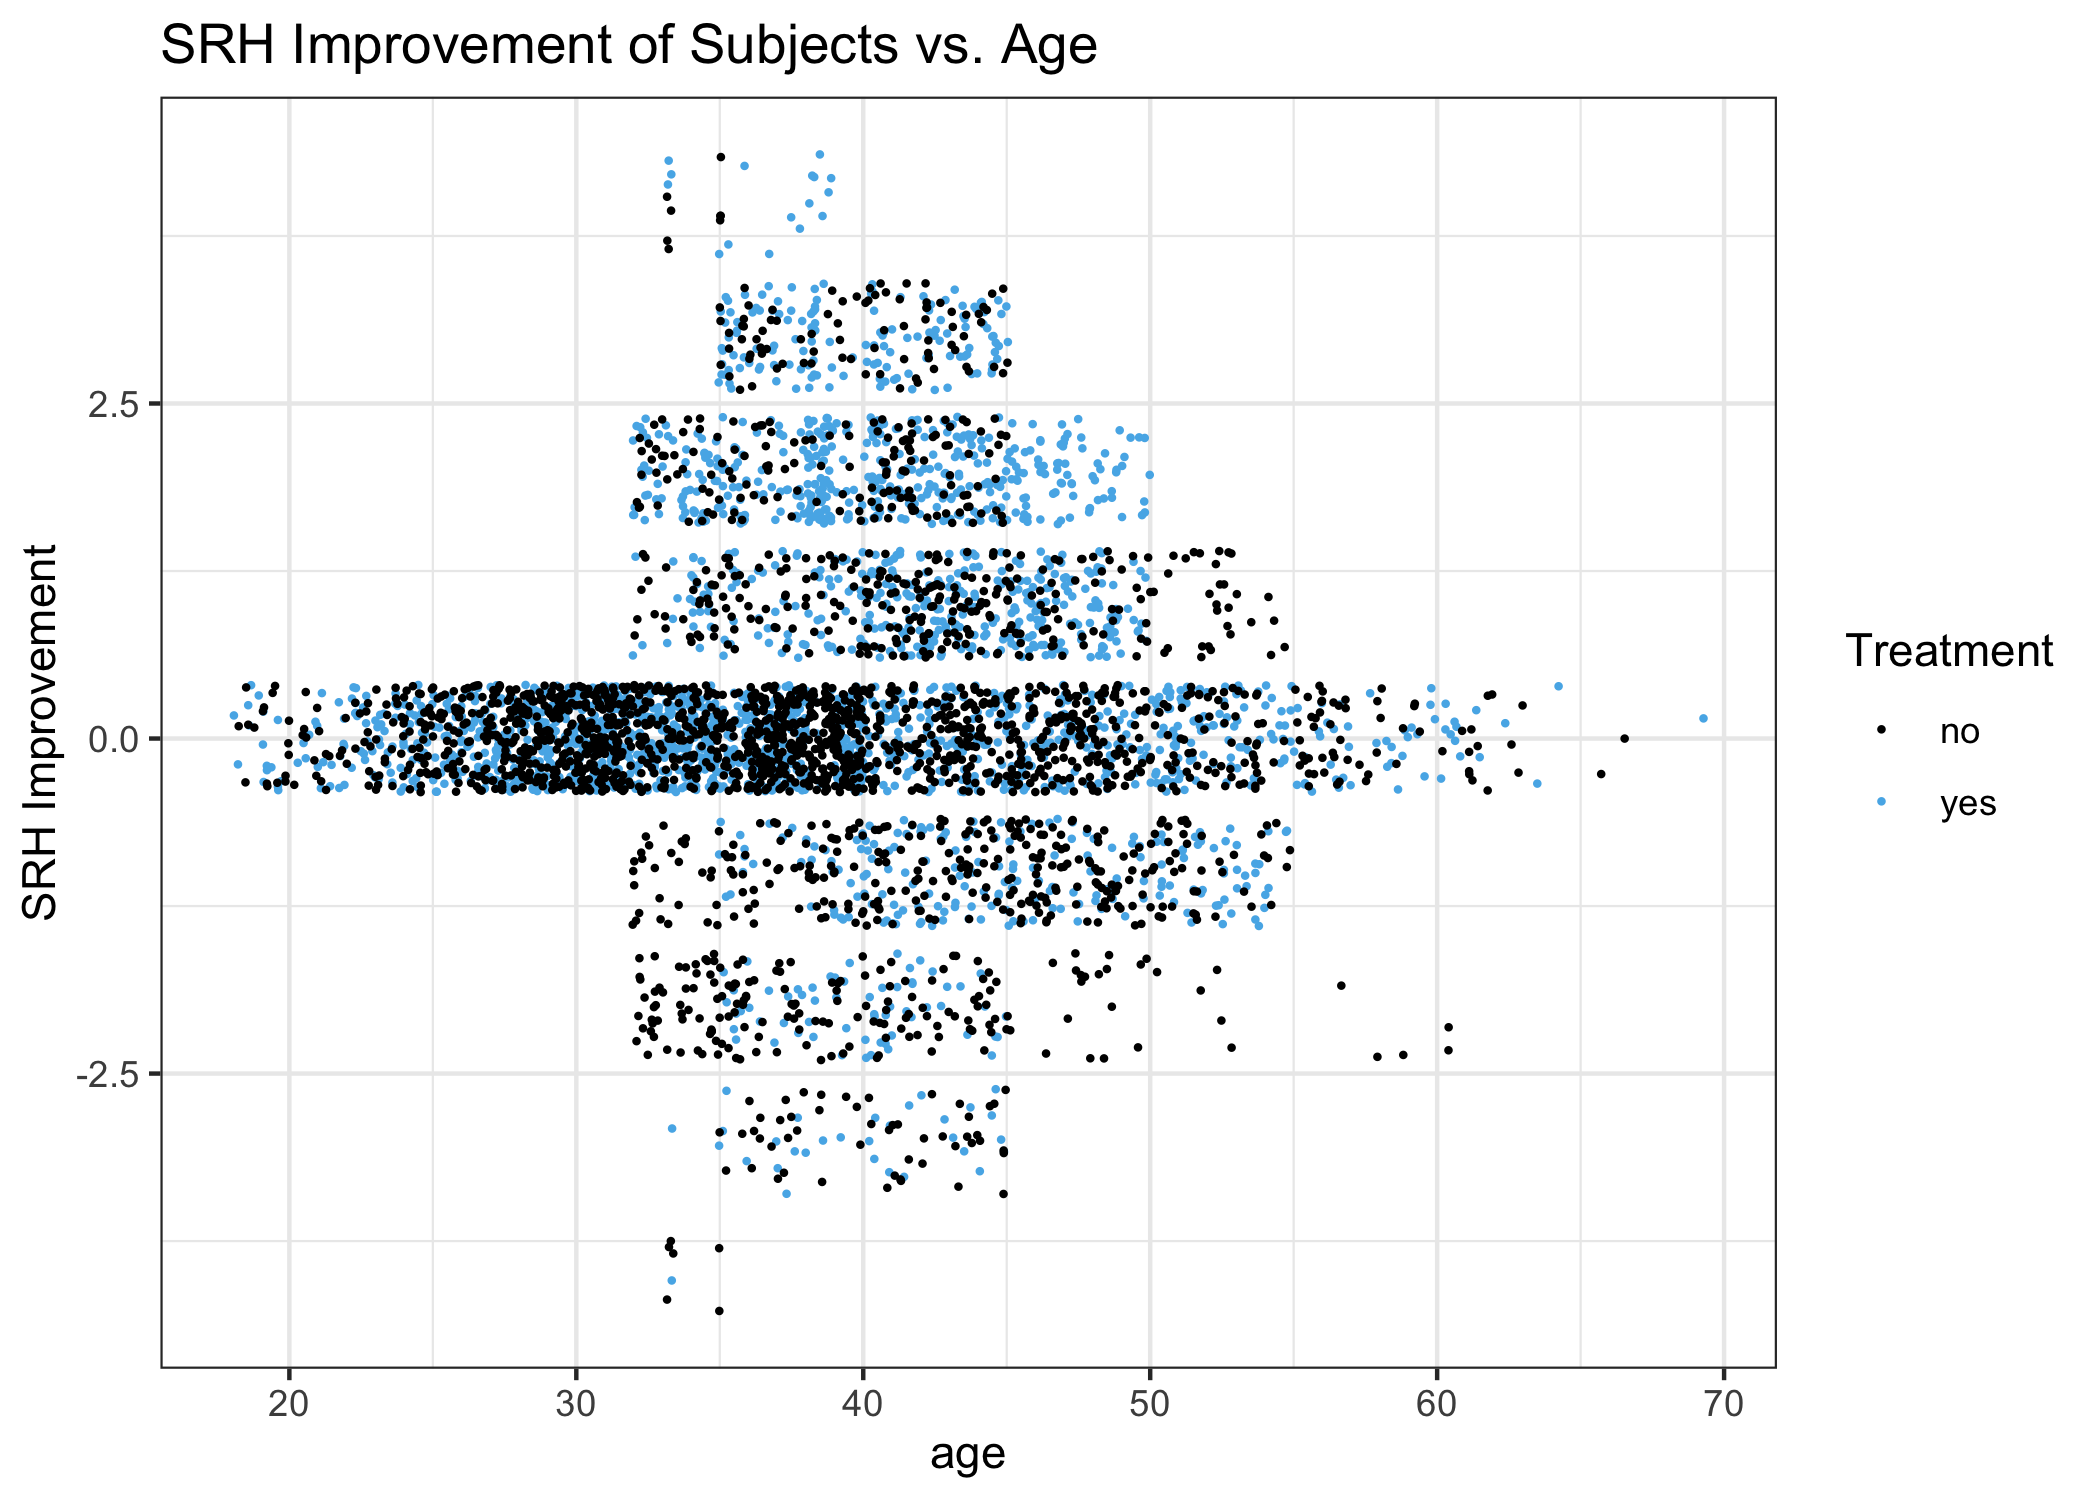 SRH Improvement of Subjects vs. Age
SRH Improvement
2.5
0.0
-2.5
20 30 40 50 60 70
age
Treatment
no
yes